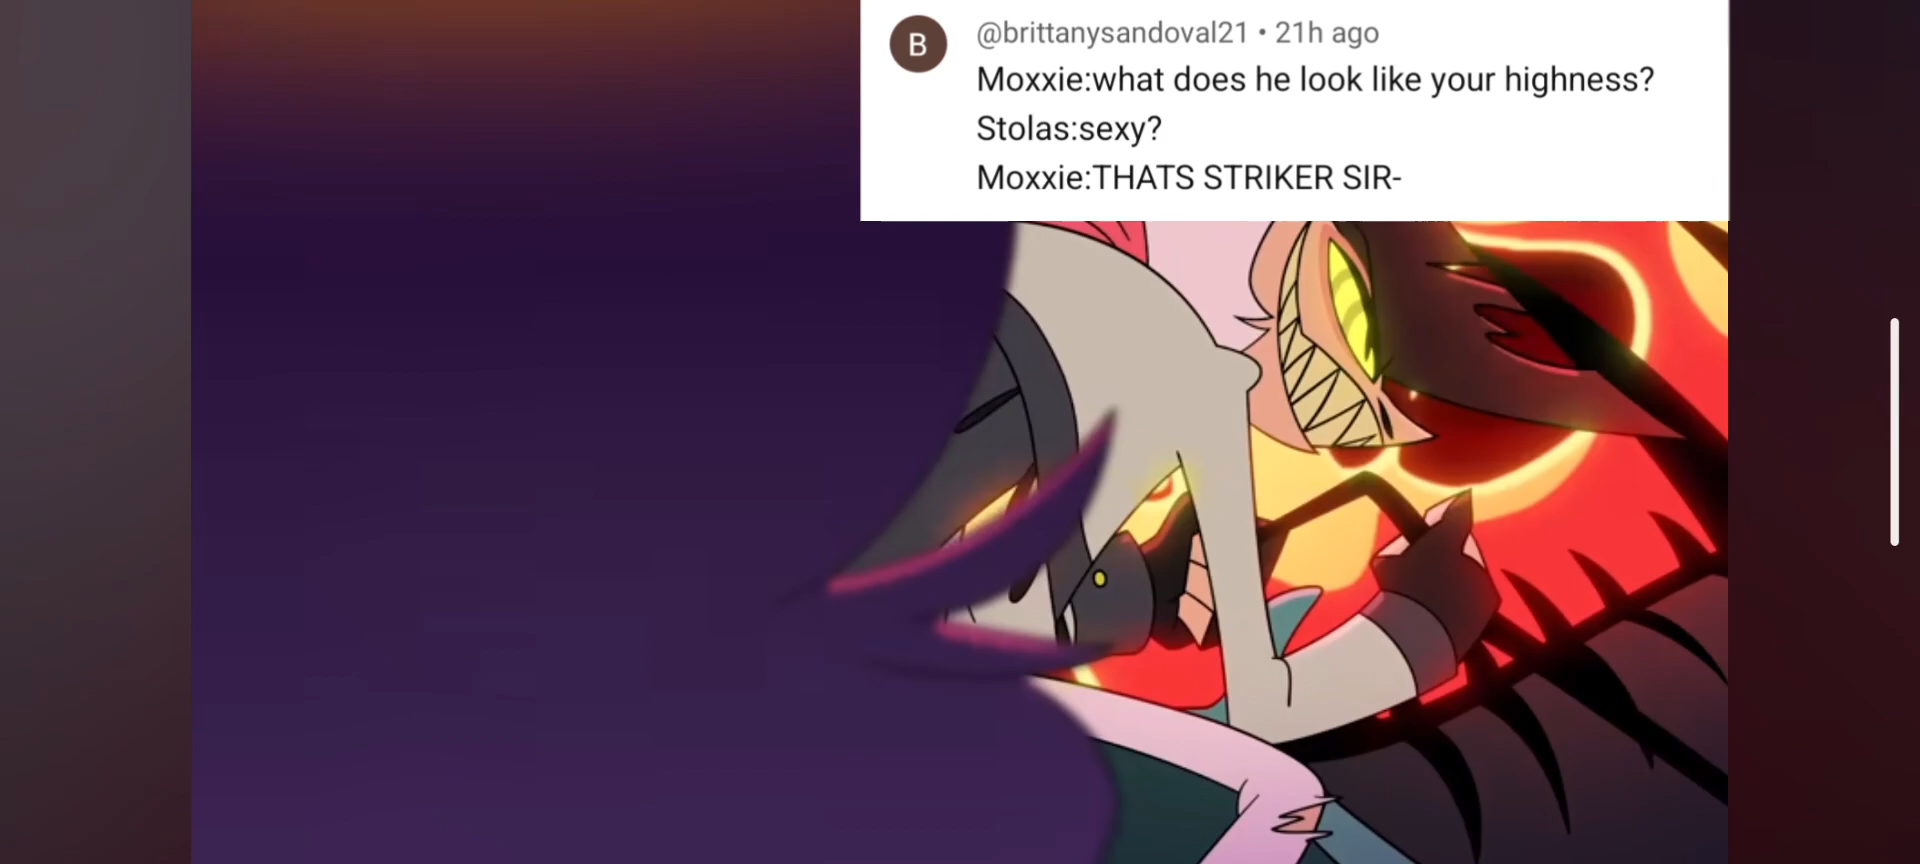 B
@brittanysandoval21 • 21h ago
Moxxie:what does he look like your highness?
Stolas:sexy?
Moxxie:THATS STRIKER SIR-